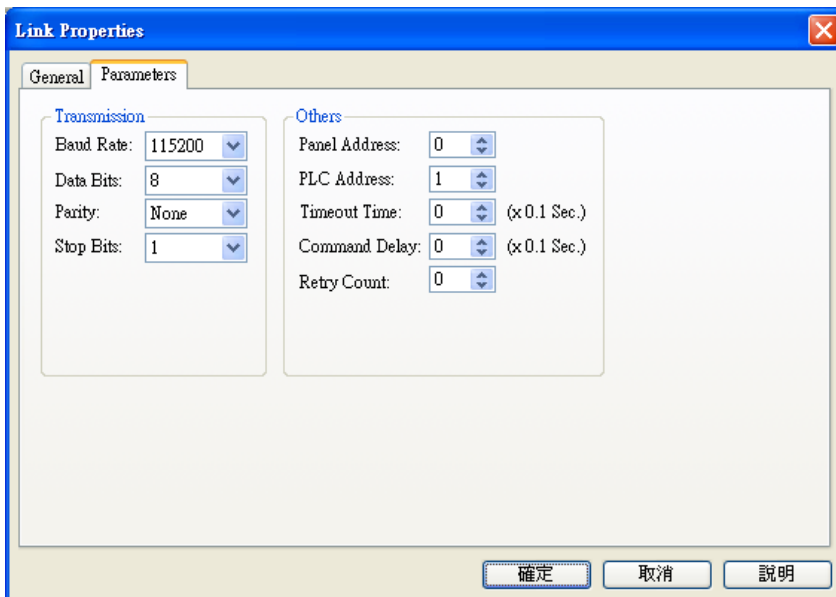 Link Properties
General Parameters
Transmission
Baud Rate: 115200
Data Bits: 8
Parity: None
Stop Bits: 1
Others
Panel Address: 0
PLC Address: 1
Timeout Time: 0 (x 0.1 Sec.)
Command Delay: 0 (x 0.1 Sec.)
Retry Count: 0
確定 取消 說明